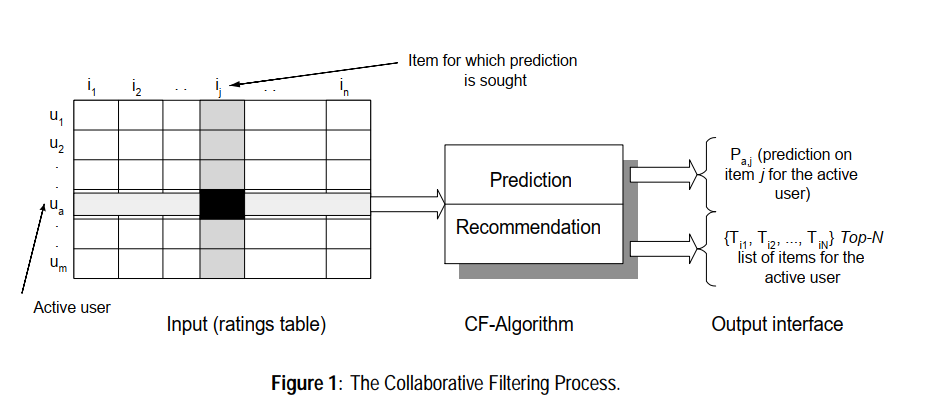 Item for which prediction
is sought
i1 i2 . . ij . . in
u1
u2
.
.
ua
.
.
um
Active user
Input (ratings table)
Prediction
Recommendation
CF-Algorithm
Pa,j (prediction on
item j for the active
user)
{Ti1, Ti2, ..., TiN} Top-N
list of items for the
active user
Output interface
Figure 1: The Collaborative Filtering Process.